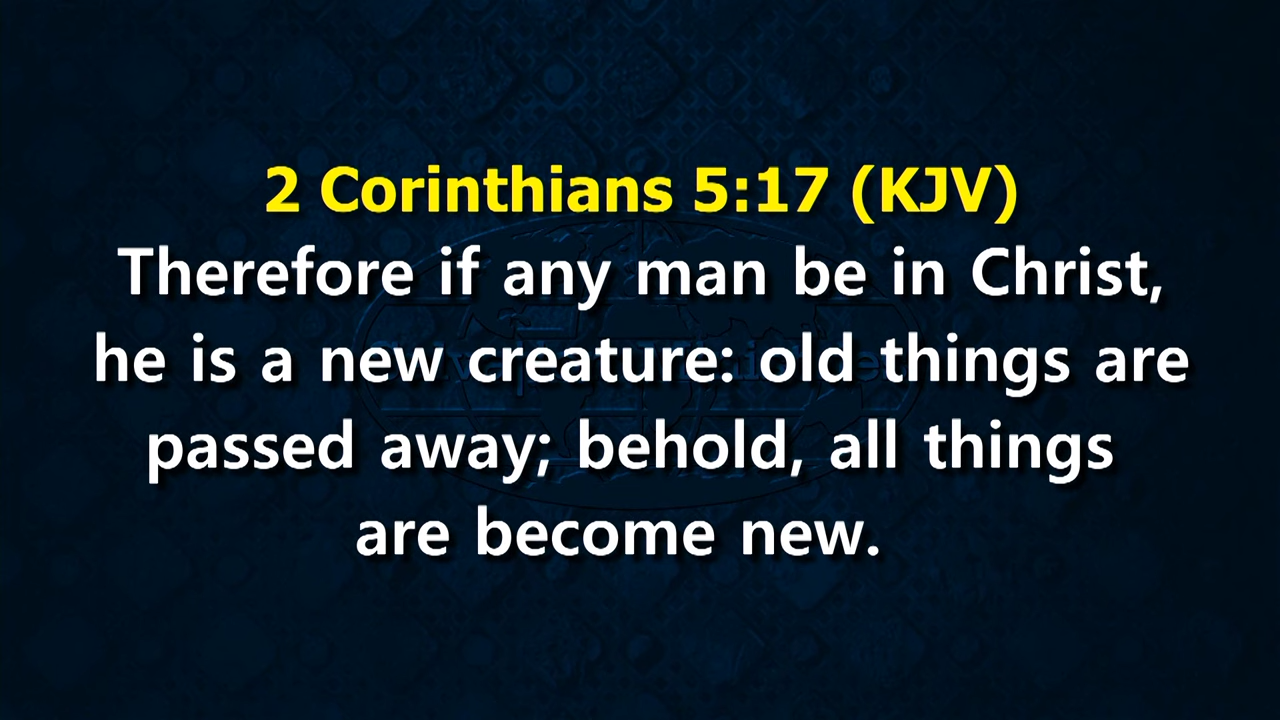 2 Corinthians 5:17 (KJV)
Therefore if any man be in Christ,
he is a new creature: old things are
passed away; behold, all things
are become new.